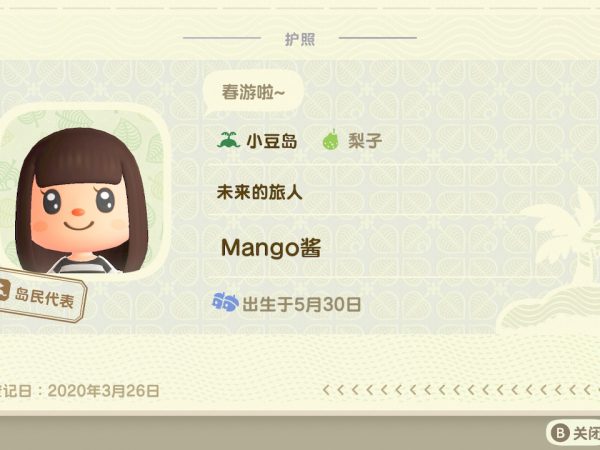 护照
春游啦~
小豆岛 梨子
未来的旅人
Mango酱
出生于5月30日
岛民代表
记日：2020年3月26日
B 关闭